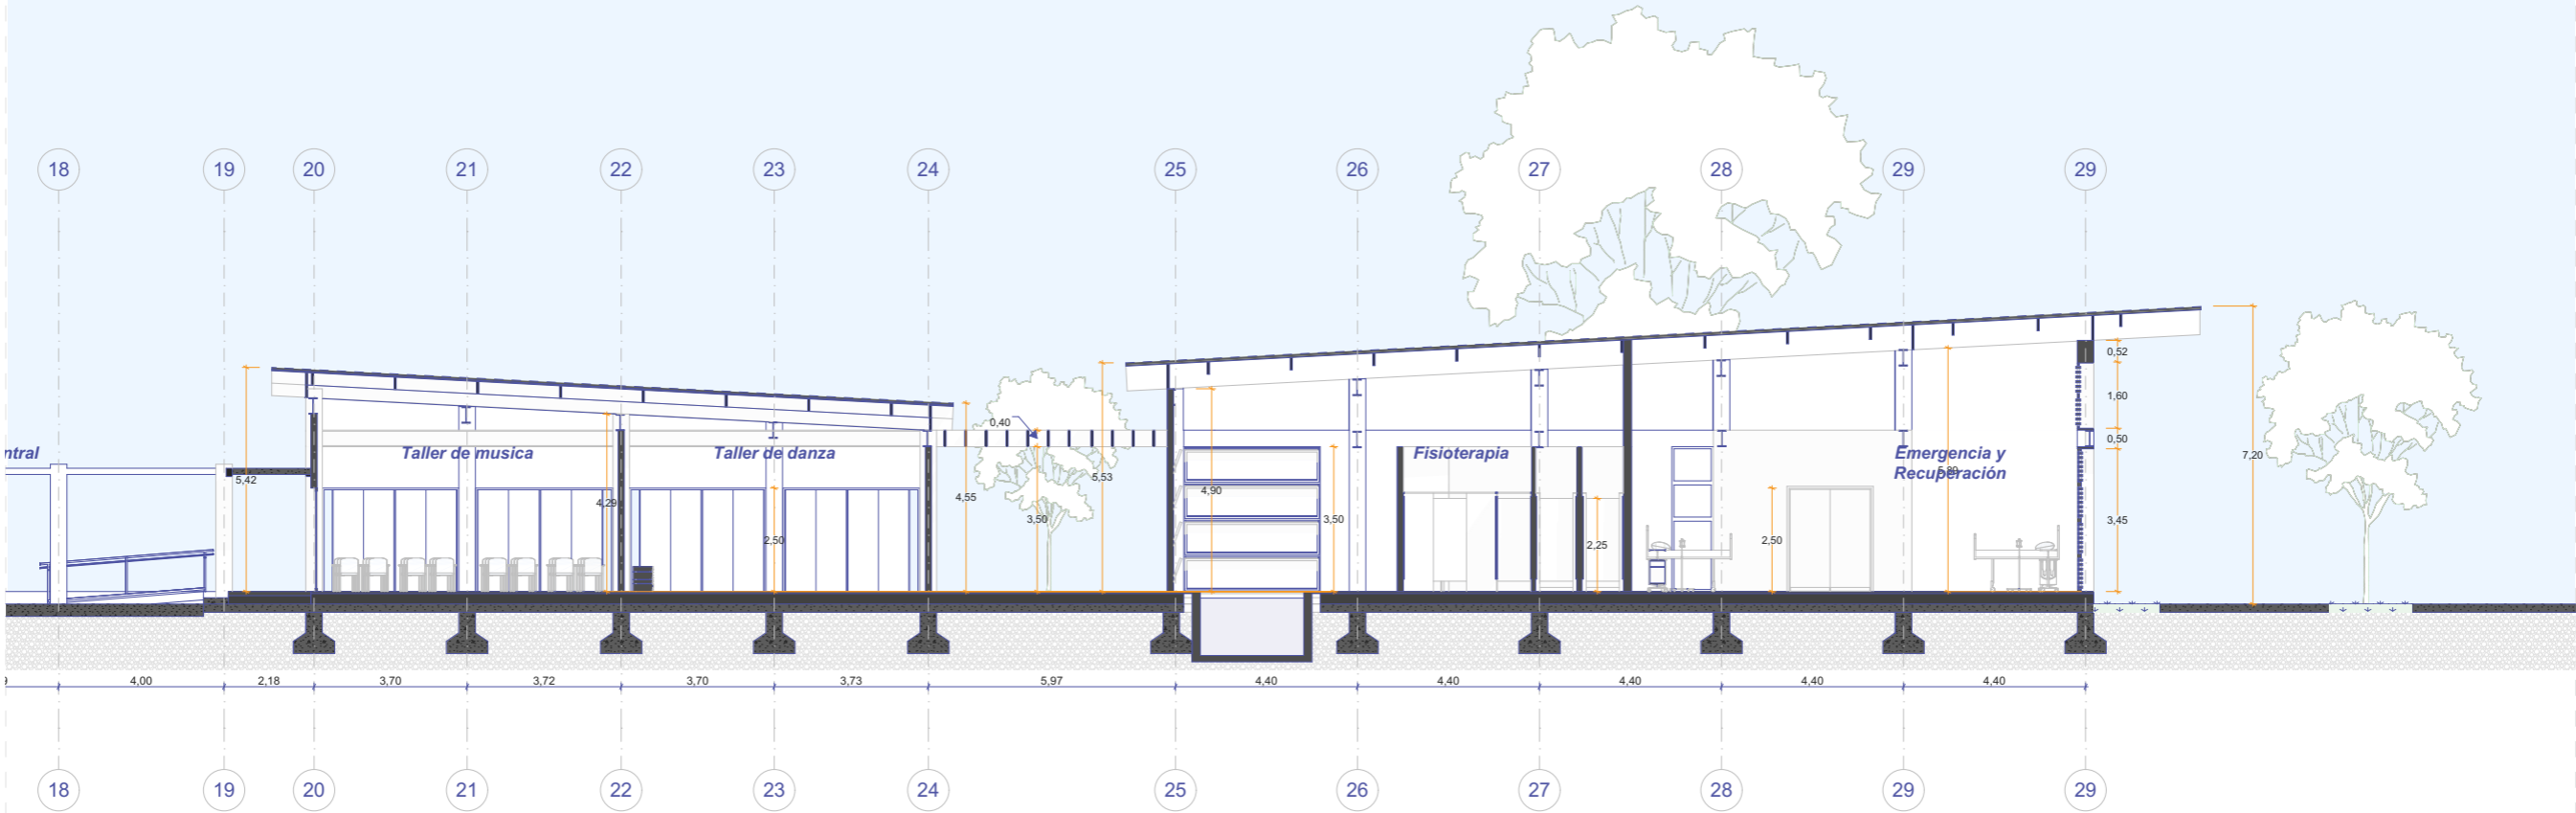 18 19 20 21 22 23 24 25 26 27 28 29 29
0,40
0,52
1,60
0,50
7,20
ntral
Taller de musica
Taller de danza
Fisioterapia
Emergencia y
Recuperación
5,42
4,29
4,55
5,53
3,50
4,90
3,50
2,50
2,25
2,50
3,45
4,00 2,18 3,70 3,72 3,70 3,73 5,97 4,40 4,40 4,40 4,40 4,40
18 19 20 21 22 23 24 25 26 27 28 29 29